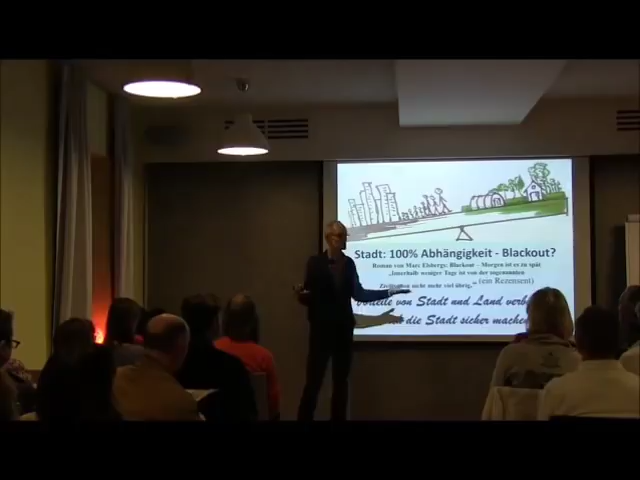 Stadt: 100% Abhängigkeit - Blackout?
Roman von Marc Elsberg: Blackout - Morgen ist es zu spät
„Innerhalb weniger Tage ist von der sogenannten
Zivilisation nicht mehr viel übrig.“ (ein Rezensent)
Vorteile von Stadt und Land
die Stadt sicher machen